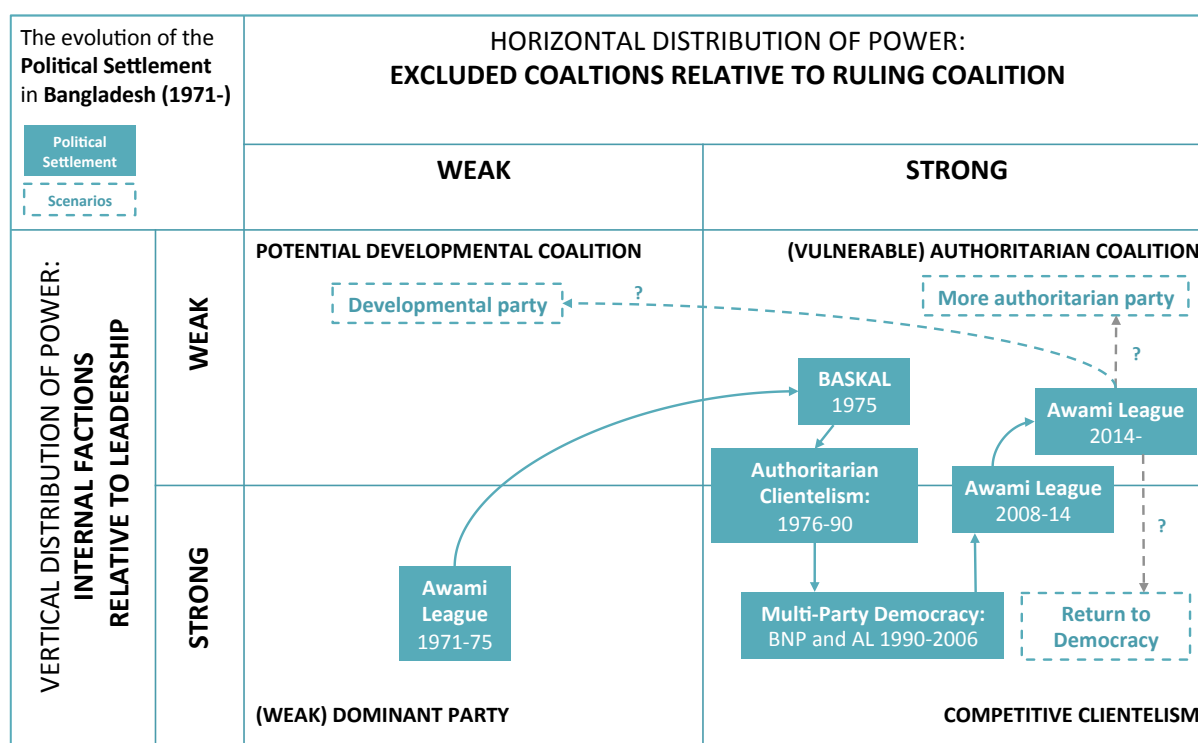 The evolution of the
Political Settlement
in Bangladesh (1971-)
Political
Settlement
Scenarios
HORIZONTAL DISTRIBUTION OF POWER:
EXCLUDED COALTIONS RELATIVE TO RULING COALITION
WEAK
STRONG
VERTICAL DISTRIBUTION OF POWER:
INTERNAL FACTIONS
RELATIVE TO LEADERSHIP
WEAK
STRONG
POTENTIAL DEVELOPMENTAL COALITION
Developmental party
?
(VULNERABLE) AUTHORITARIAN COALITION
More authoritarian party
?
BASKAL
1975
Awami League
2014-
Authoritarian
Clientelism:
1976-90
Awami League
2008-14
?
Awami
League
1971-75
Multi-Party Democracy:
BNP and AL 1990-2006
Return to
Democracy
(WEAK) DOMINANT PARTY
COMPETITIVE CLIENTELISM